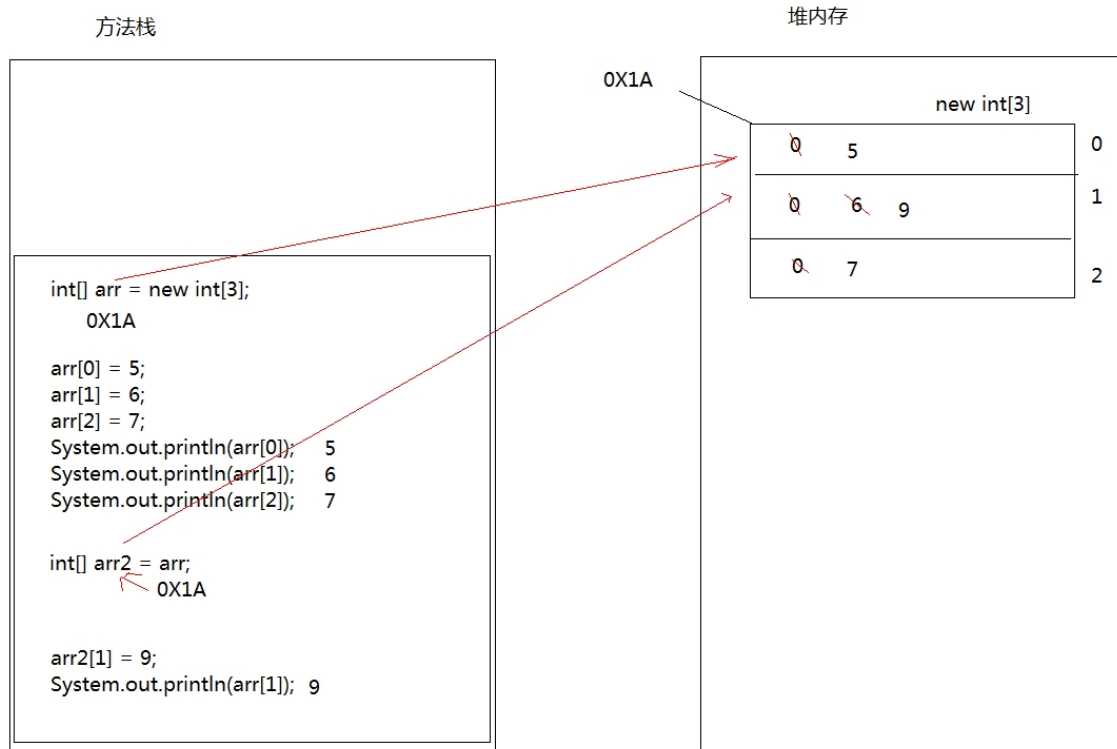 方法栈
int[] arr = new int[3];
0X1A
arr[0] = 5;
arr[1] = 6;
arr[2] = 7;
System.out.println(arr[0]); 5
System.out.println(arr[1]); 6
System.out.println(arr[2]); 7
int[] arr2 = arr;
0X1A
arr2[1] = 9;
System.out.println(arr[1]); 9
堆内存
0X1A
new int[3]
0 5 0
0 6 9 1
0 7 2